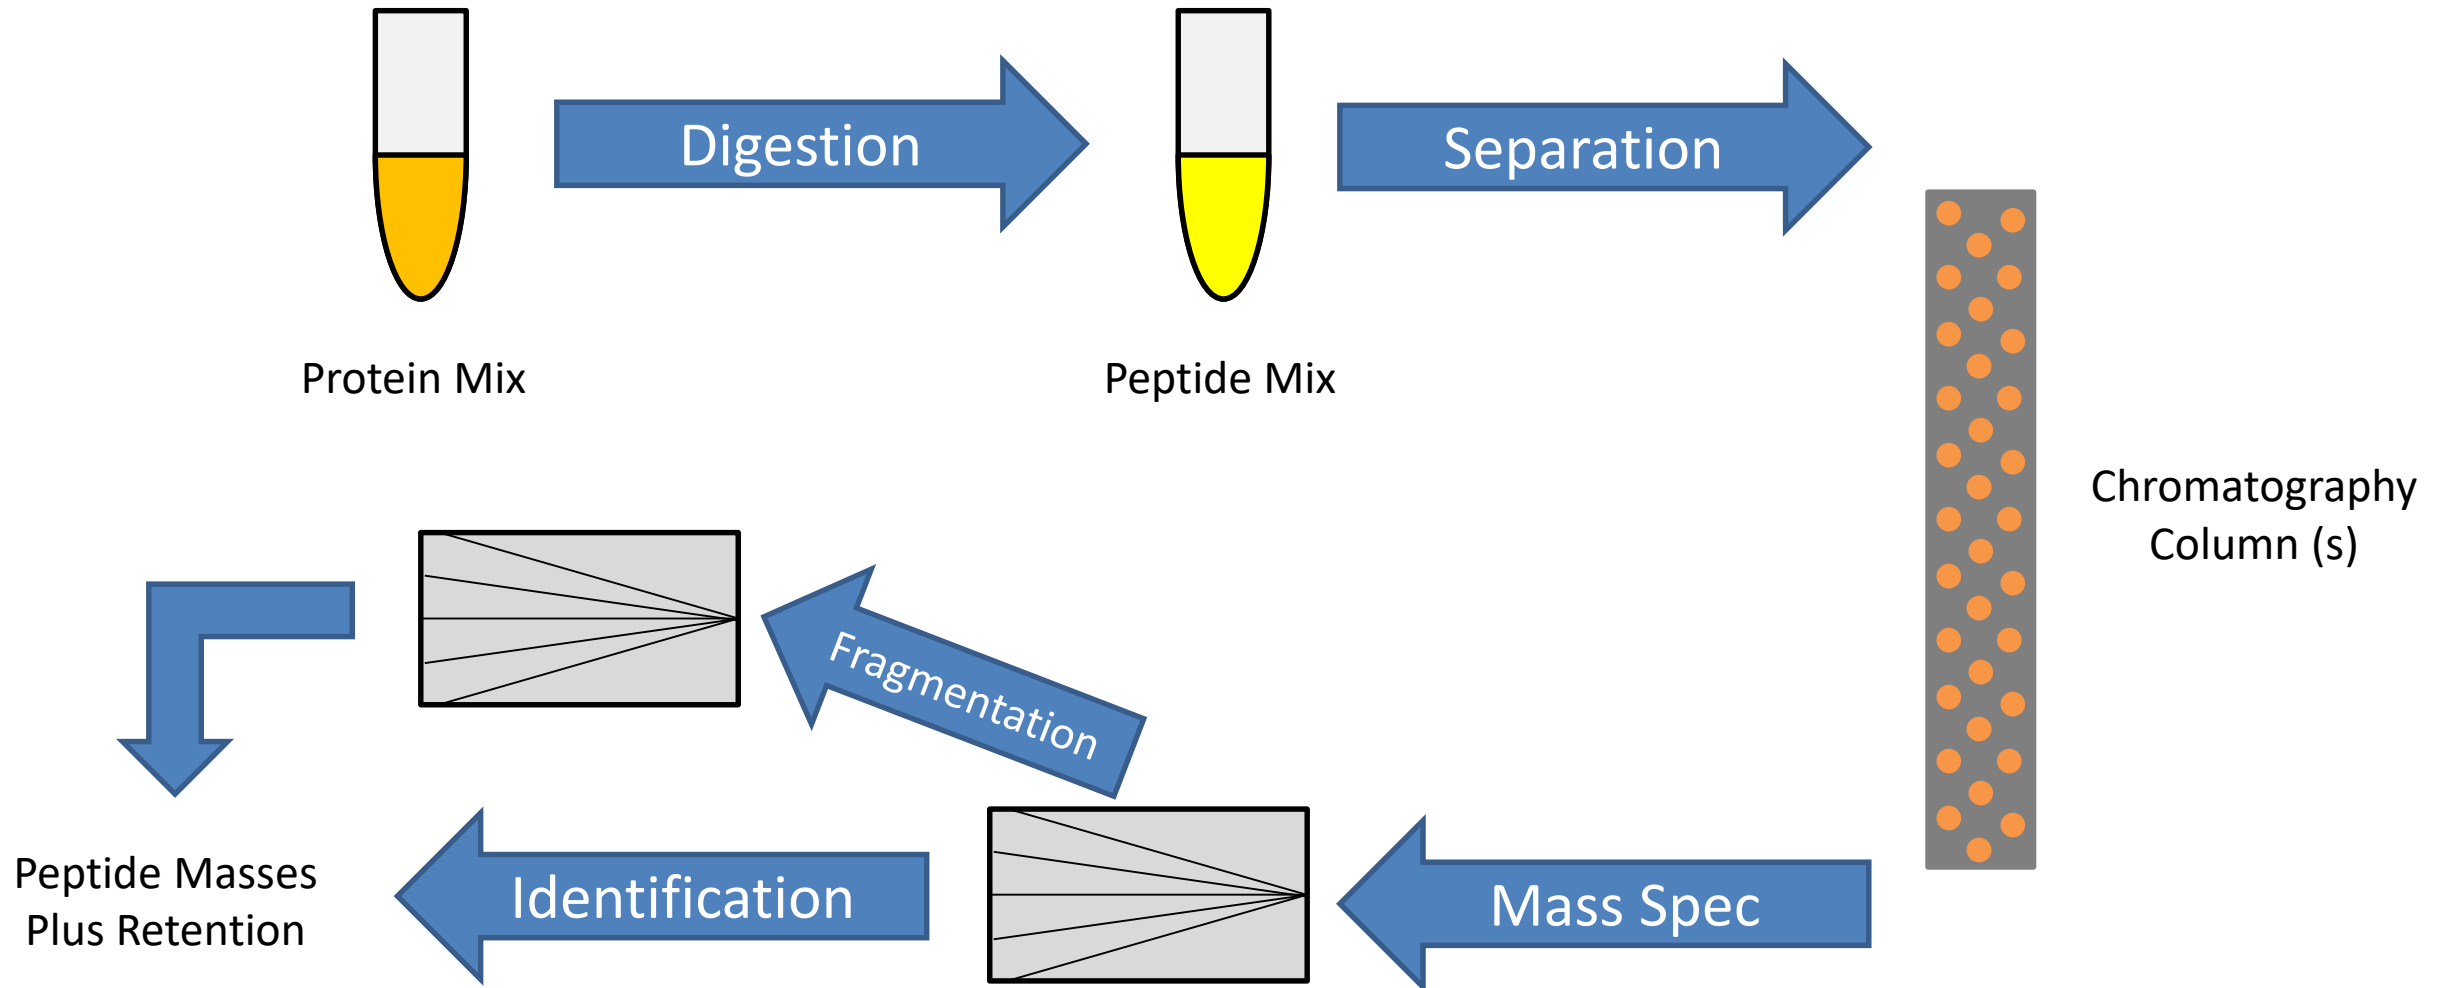 Digestion
Separation
Protein Mix
Peptide Mix
Chromatography
Column (s)
Fragmentation
Mass Spec
Identification
Peptide Masses
Plus Retention